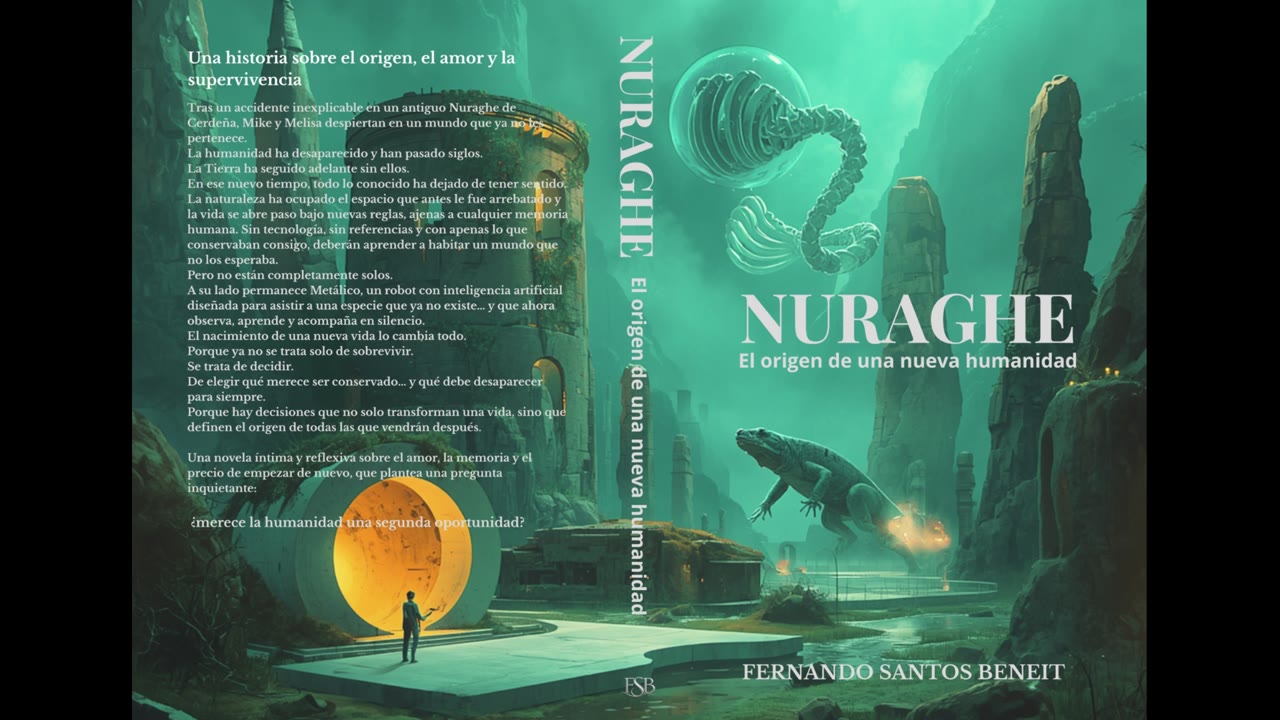 Una historia sobre el origen, el amor y la
supervivencia
Tras un accidente inexplicable en un antiguo Nuraghe de
Cerdeña, Mike y Melisa despiertan en un mundo que ya no les
pertenece.
La humanidad ha desaparecido y han pasado siglos.
La Tierra ha seguido adelante sin ellos.
En ese nuevo tiempo, todo lo conocido ha dejado de tener sentido.
La naturaleza ha ocupado el espacio que antes le fue arrebatado y
la vida se abre paso bajo nuevas reglas, ajenas a cualquier memoria
humana. Sin tecnología, sin referencias y con apenas lo que
conservaban consigo, deberán aprender a habitar un mundo que
no los esperaba.
Pero no están completamente solos.
A su lado permanece Metálico, un robot con inteligencia artificial
diseñada para asistir a una especie que ya no existe... y que ahora
observa, aprende y acompaña en silencio.
El nacimiento de una nueva vida lo cambia todo.
Porque ya no se trata solo de sobrevivir.
Se trata de decidir.
De elegir qué merece ser conservado... y qué debe desaparecer
para siempre.
Porque hay decisiones que no solo transforman una vida, sino que
definen el origen de todas las que vendrán después.
Una novela íntima y reflexiva sobre el amor, la memoria y el
precio de empezar de nuevo, que plantea una pregunta
inquietante:
¿merece la humanidad una segunda oportunidad?
NURAGHE El origen de una nueva humanidad
FSB
NURAGHE
El origen de una nueva humanidad
FERNANDO SANTOS BENEIT